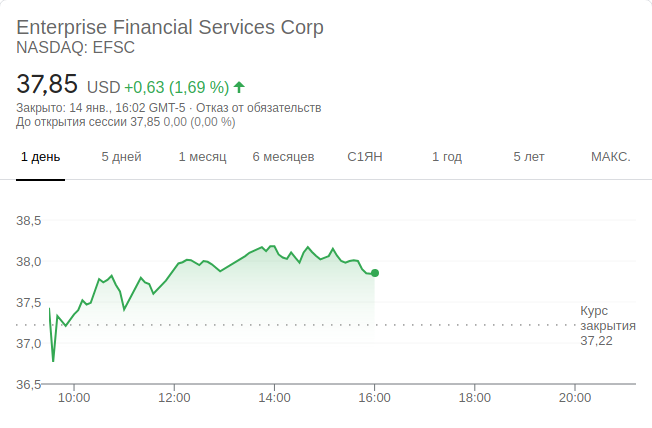 Enterprise Financial Services Corp
NASDAQ: EFSC
37,85 USD +0,63 (1,69 %)
Закрыто: 14 янв., 16:02 GMT-5 · Отказ от обязательств
До открытия сессии 37,85 0,00 (0,00 %)
1 день 5 дней 1 месяц 6 месяцев С1ЯН 1 год 5 лет МАКС.
38,5
38,0
37,5
37,0
36,5
Курс
закрытия
37,22
10:00 12:00 14:00 16:00 18:00 20:00